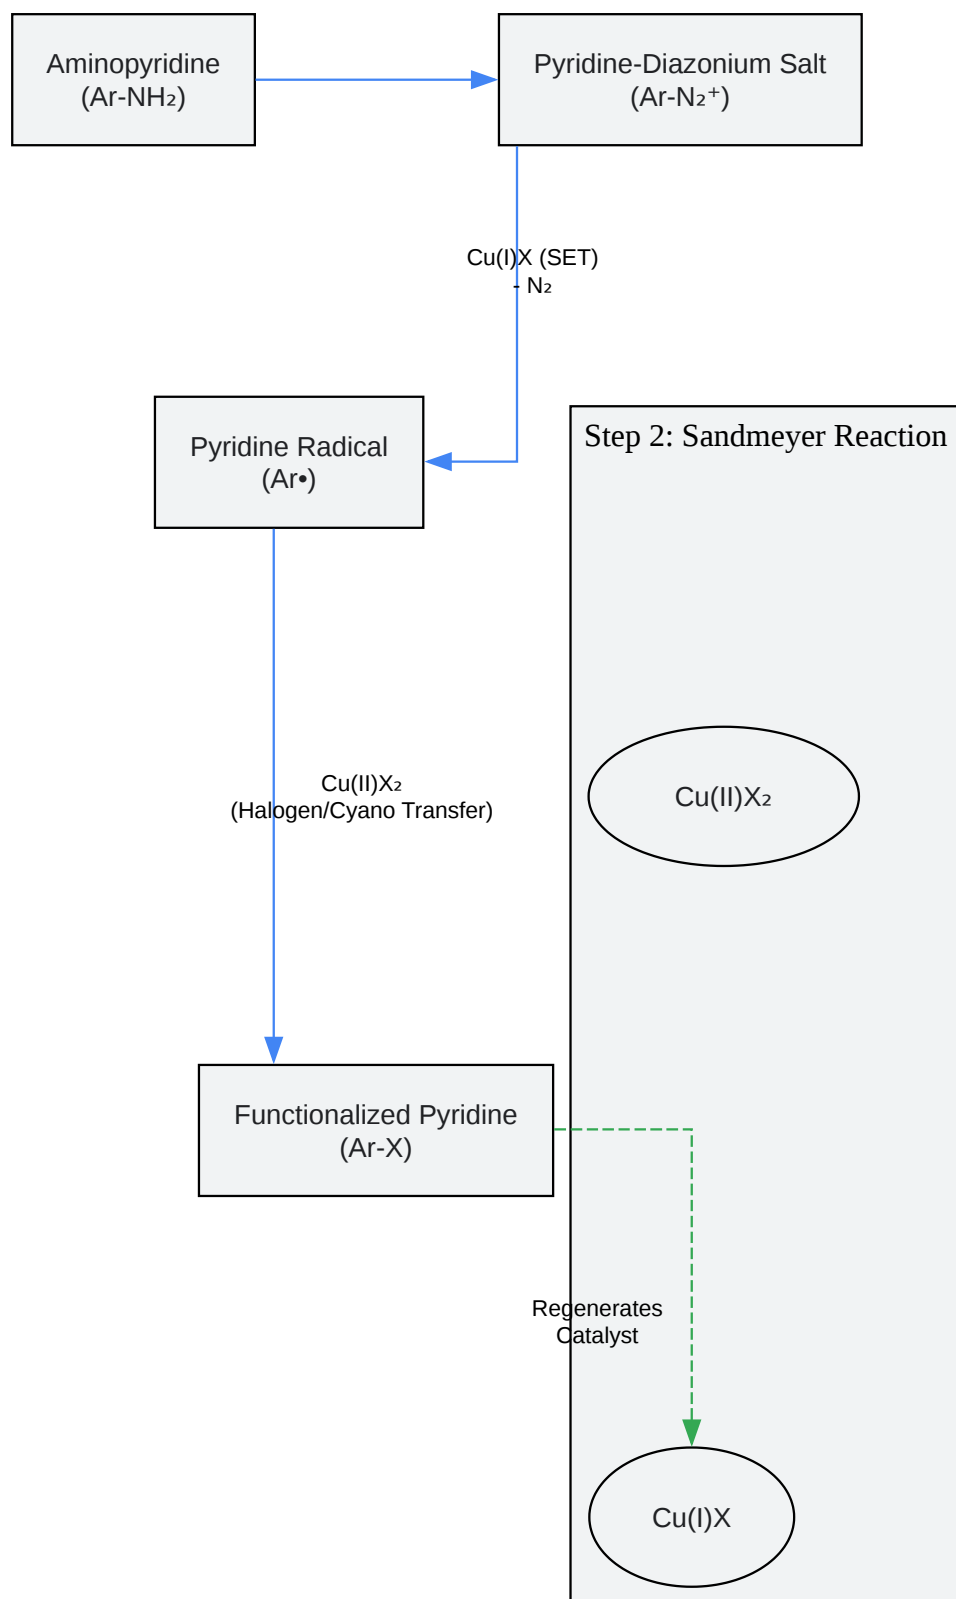 Aminopyridine
(Ar-NH₂)
Pyridine-Diazonium Salt
(Ar-N₂⁺)
Cu(I)X (SET)
- N₂
Pyridine Radical
(Ar•)
Step 2: Sandmeyer Reaction
Cu(II)X₂
(Halogen/Cyano Transfer)
Cu(II)X₂
Functionalized Pyridine
(Ar-X)
Regenerates
Catalyst
Cu(I)X